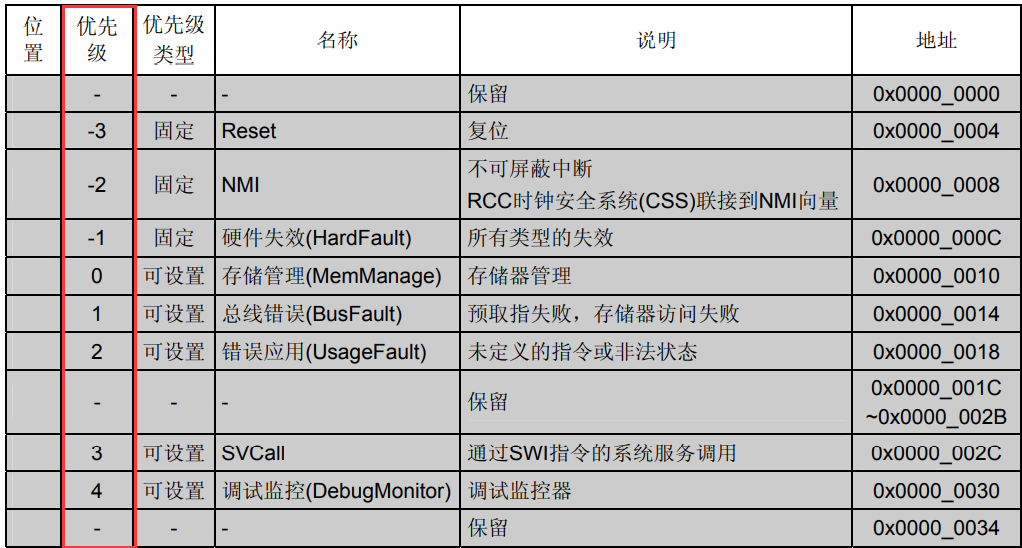 位置 优先级 优先级类型 名称 说明 地址
- - - 保留 0x0000_0000
-3 固定 Reset 复位 0x0000_0004
-2 固定 NMI 不可屏蔽中断 RCC时钟安全系统(CSS)联接到NMI向量 0x0000_0008
-1 固定 硬件失效(HardFault) 所有类型的失效 0x0000_000C
0 可设置 存储管理(MemManage) 存储器管理 0x0000_0010
1 可设置 总线错误(BusFault) 预取指失败，存储器访问失败 0x0000_0014
2 可设置 错误应用(UsageFault) 未定义的指令或非法状态 0x0000_0018
- - - 保留 0x0000_001C ~0x0000_002B
3 可设置 SVCall 通过SWI指令的系统服务调用 0x0000_002C
4 可设置 调试监控(DebugMonitor) 调试监控器 0x0000_0030
- - - 保留 0x0000_0034